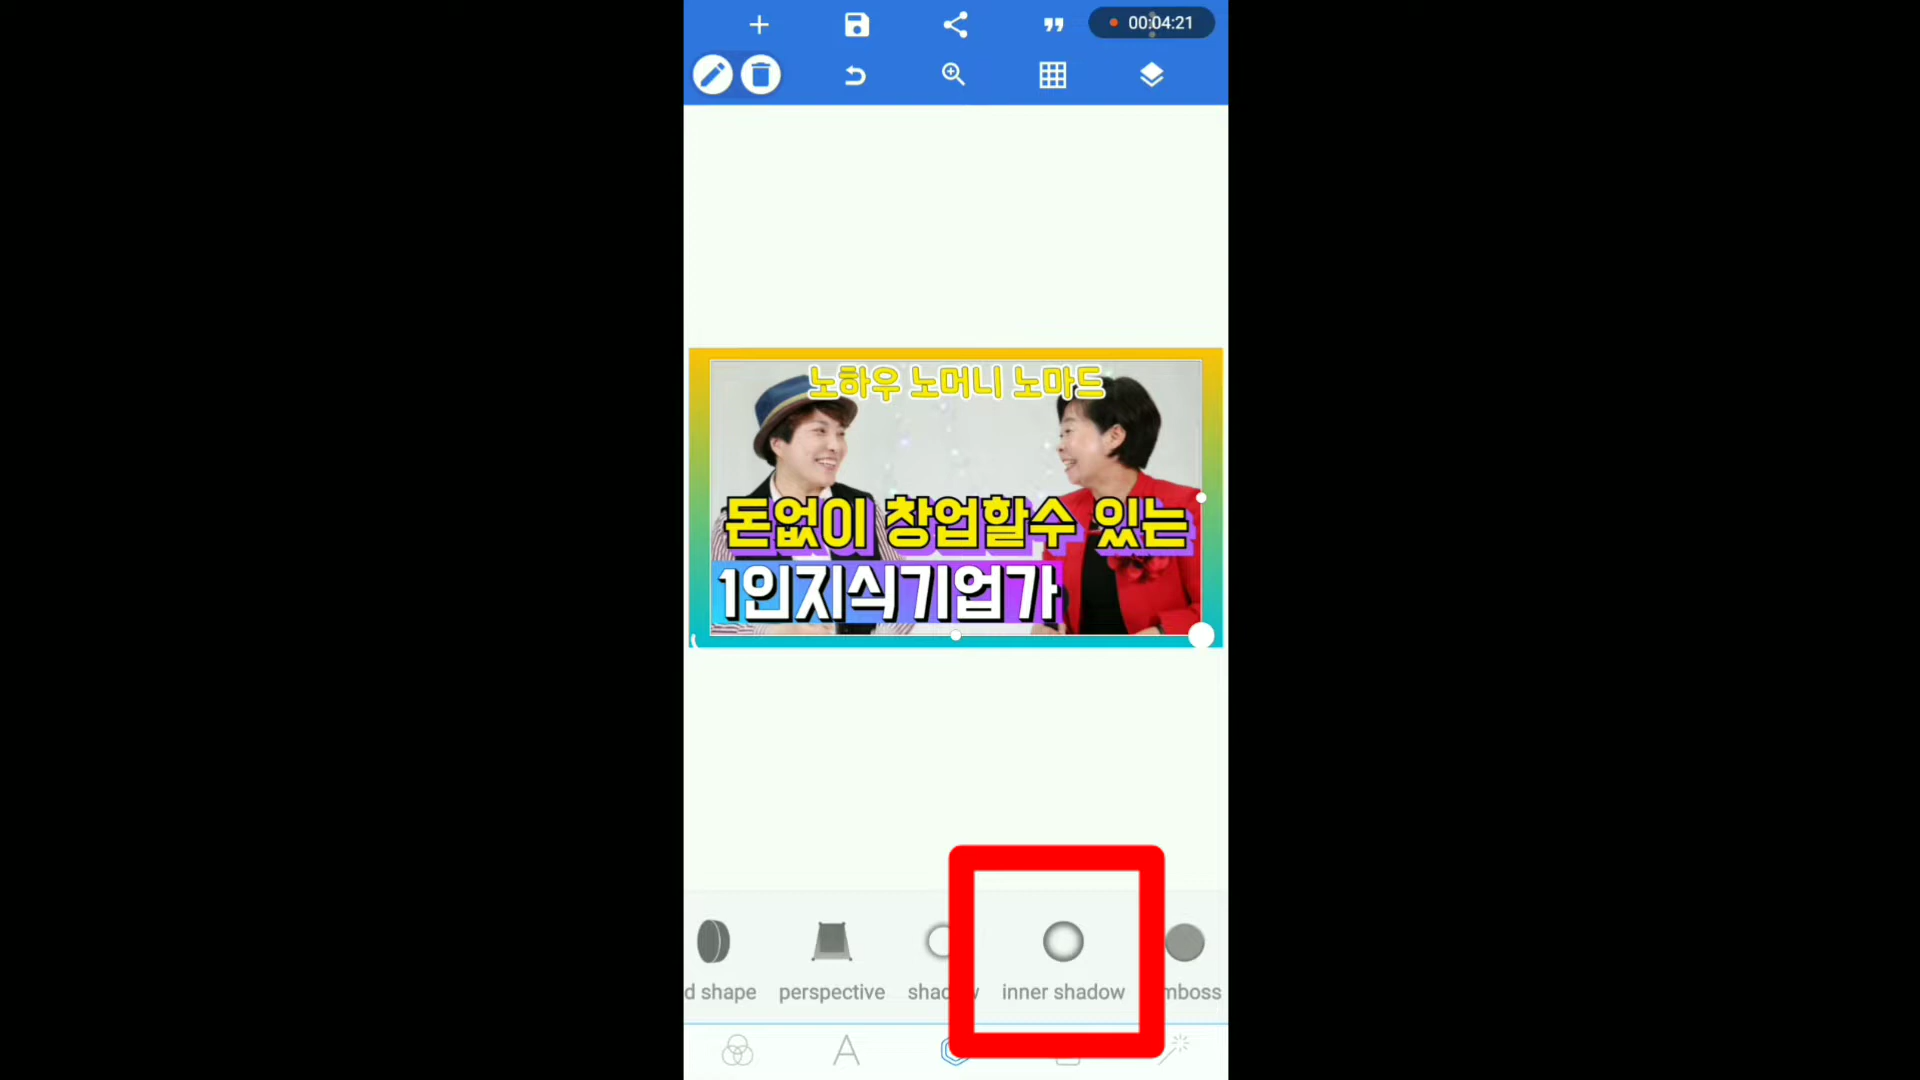 00:04:21
노하우 노머니 노마드
돈없이 창업할수 있는
1인지식기업가
d shape perspective shadow inner shadow mboss